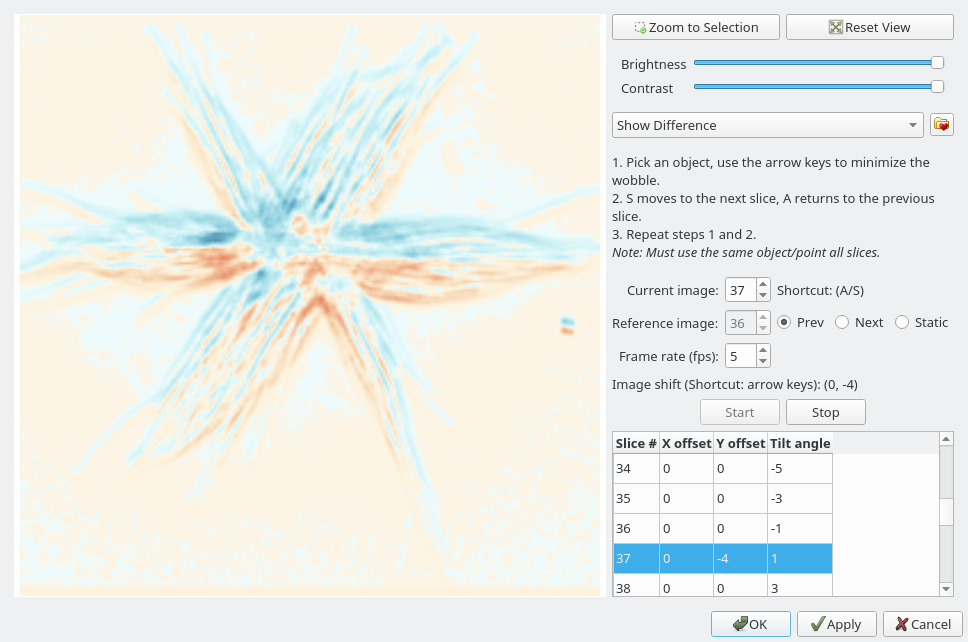 Zoom to Selection
Reset View
Brightness
Contrast
Show Difference
1. Pick an object, use the arrow keys to minimize the
wobble.
2. S moves to the next slice, A returns to the previous
slice.
3. Repeat steps 1 and 2.
Note: Must use the same object/point all slices.
Current image: 37 Shortcut: (A/S)
Reference image: 36 Prev Next Static
Frame rate (fps): 5
Image shift (Shortcut: arrow keys): (0, -4)
Start Stop
Slice # X offset Y offset Tilt angle
34 0 0 -5
35 0 0 -3
36 0 0 -1
37 0 -4 1
38 0 0 3
OK Apply Cancel